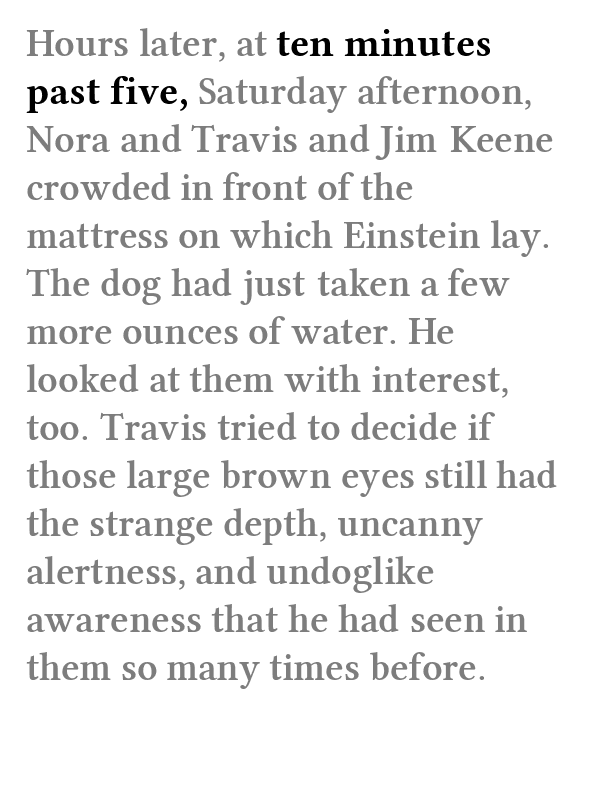 Hours later, at ten minutes
past five, Saturday afternoon,
Nora and Travis and Jim Keene
crowded in front of the
mattress on which Einstein lay.
The dog had just taken a few
more ounces of water. He
looked at them with interest,
too. Travis tried to decide if
those large brown eyes still had
the strange depth, uncanny
alertness, and undoglike
awareness that he had seen in
them so many times before.